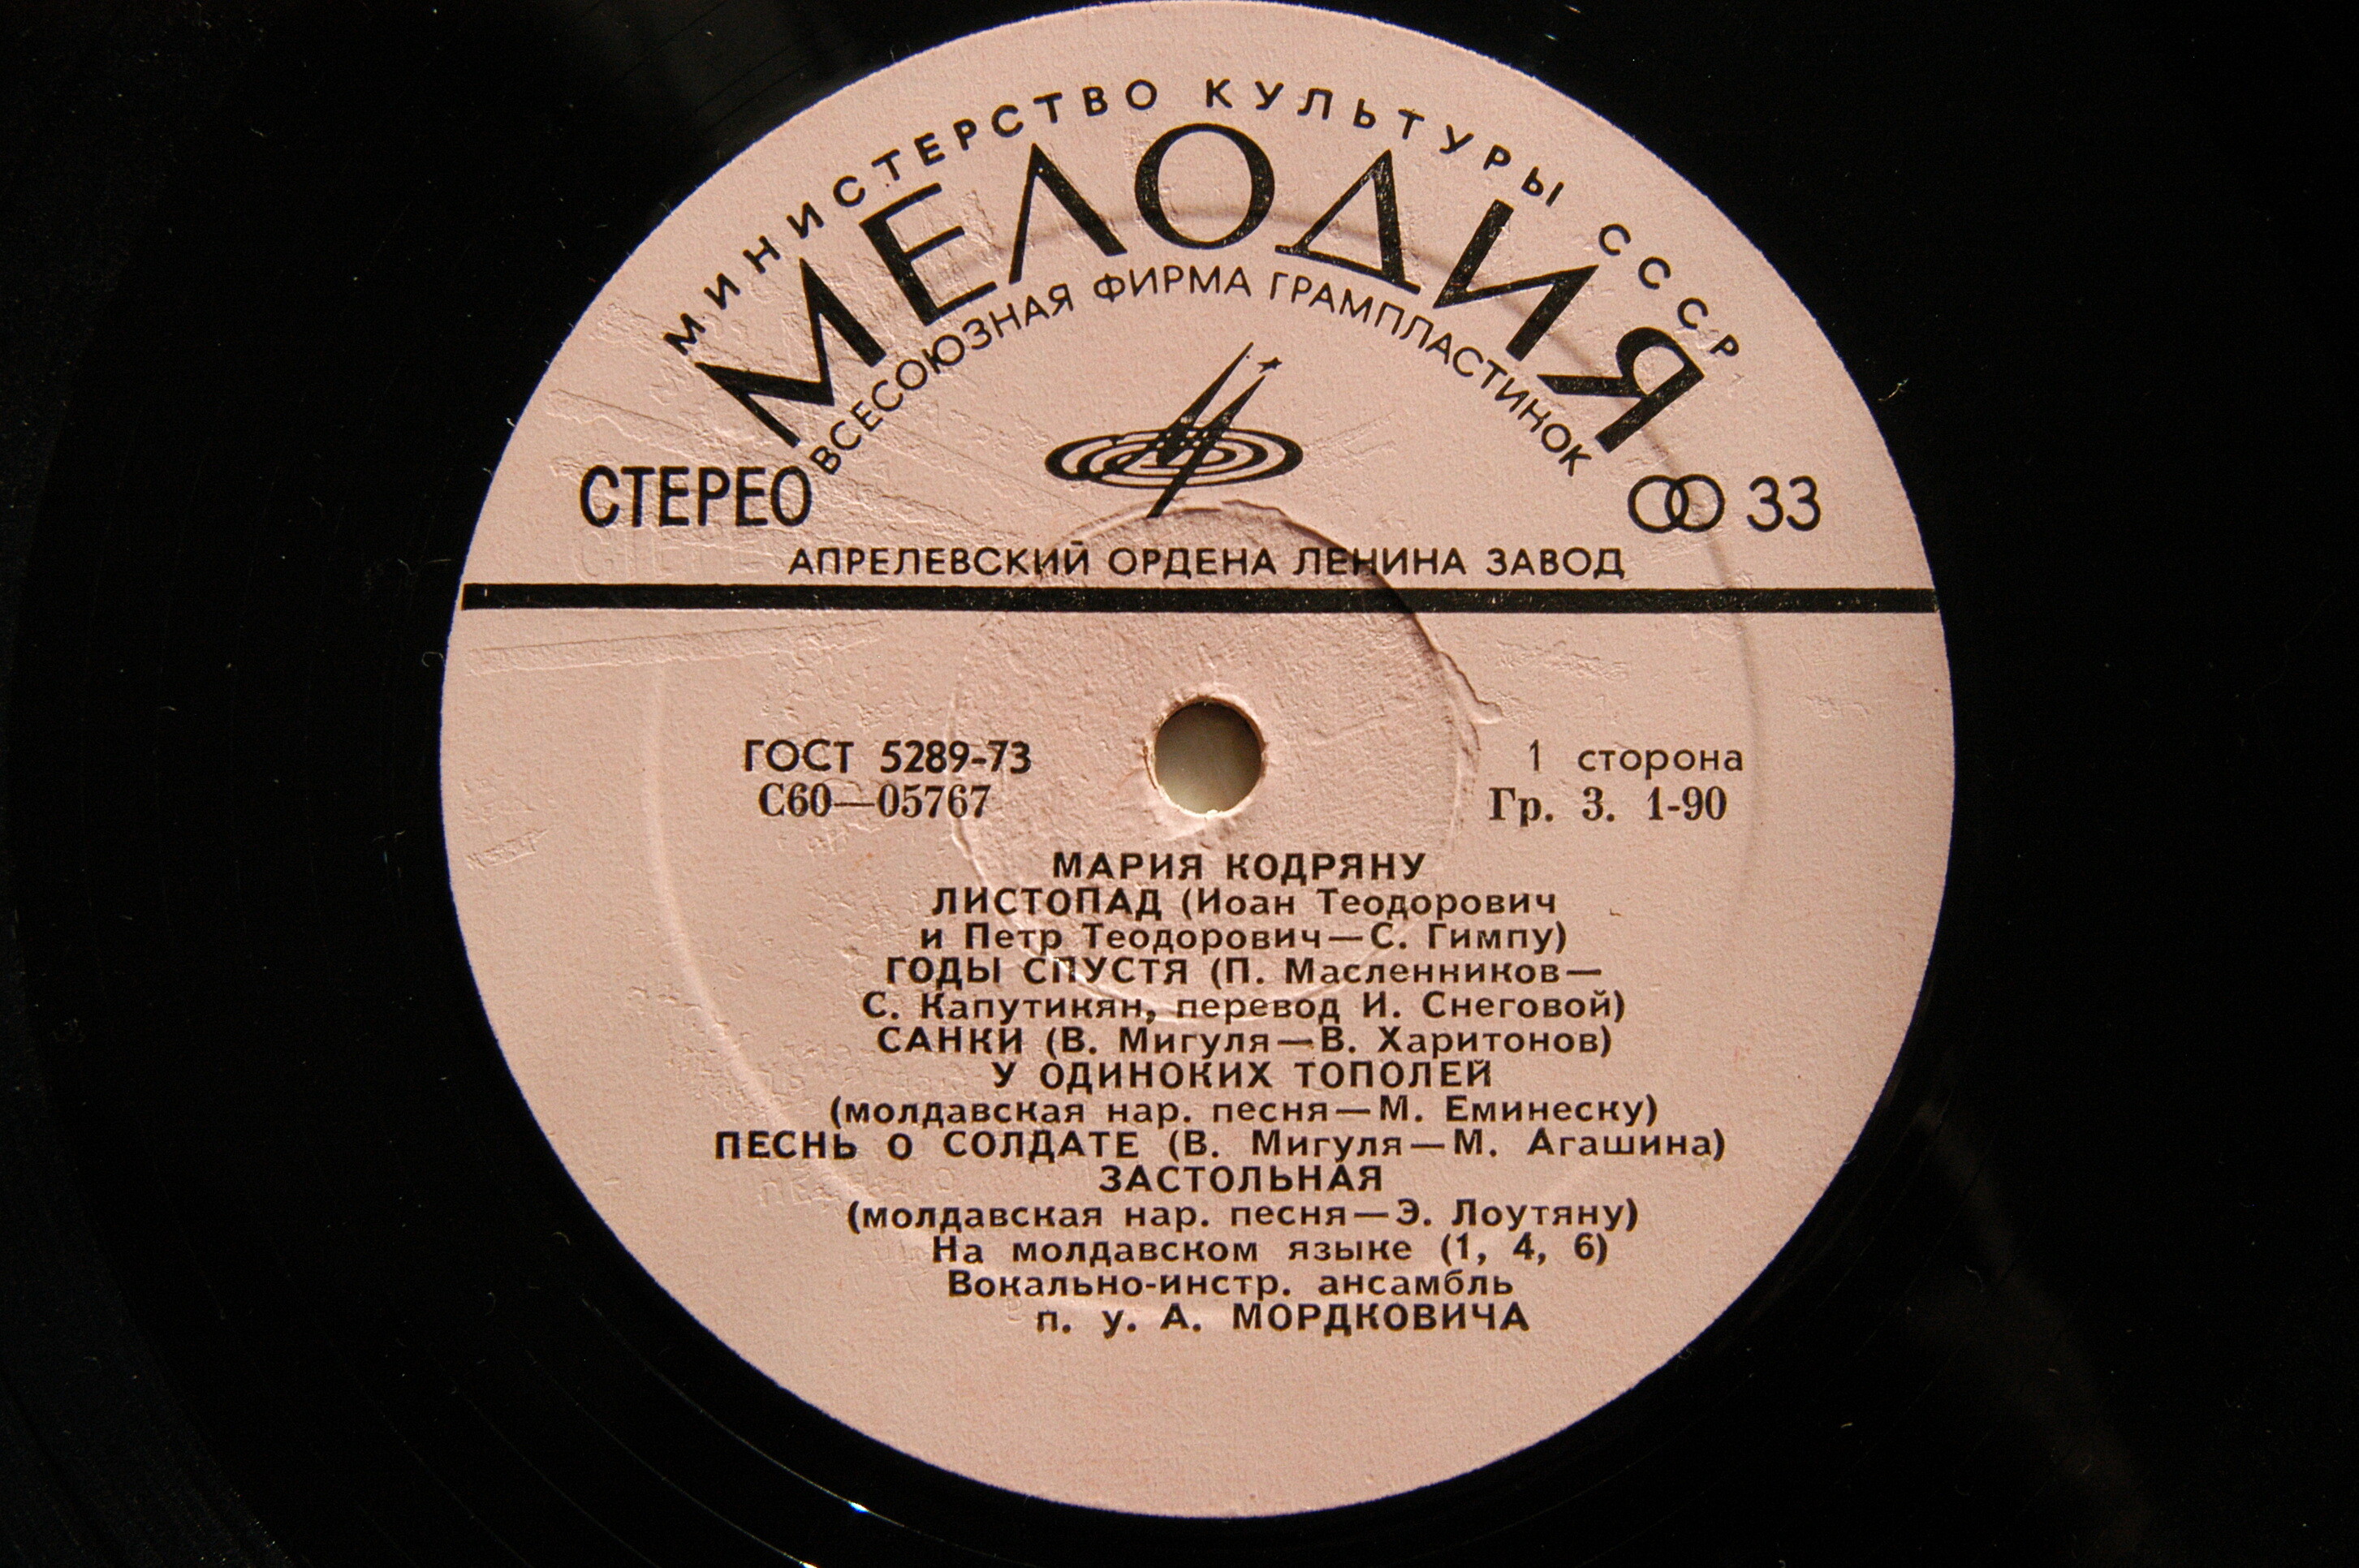 МИНИСТЕРСТВО КУЛЬТУРЫ СССР
МЕЛОДИЯ
ВСЕСОЮЗНАЯ ФИРМА ГРАМПЛАСТИНОК
СТЕРЕО
33
АПРЕЛЕВСКИЙ ОРДЕНА ЛЕНИНА ЗАВОД
ГОСТ 5289-73
С60—05767
1 сторона
Гр. 3. 1-90
МАРИЯ КОДРЯНУ
ЛИСТОПАД (Иоан Теодорович
и Петр Теодорович—С. Гимпу)
ГОДЫ СПУСТЯ (П. Масленников—
С. Капутикян, перевод И. Снеговой)
САНКИ (В. Мигуля—В. Харитонов)
У ОДИНОКИХ ТОПОЛЕЙ
(молдавская нар. песня—М. Еминеску)
ПЕСНЬ О СОЛДАТЕ (В. Мигуля—М. Агашина)
ЗАСТОЛЬНАЯ
(молдавская нар. песня—Э. Лоутяну)
На молдавском языке (1, 4, 6)
Вокально-инстр. ансамбль
п. у. А. МОРДКОВИЧА